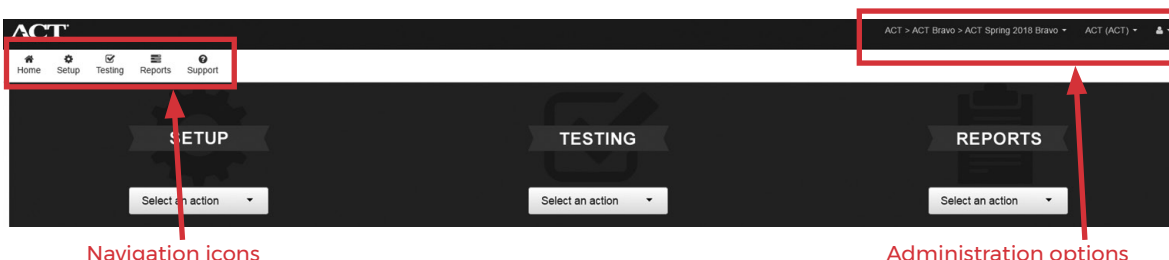 ACT
ACT > ACT Bravo > ACT Spring 2018 Bravo ACT (ACT)
Home Setup Testing Reports Support
SETUP TESTING REPORTS
Select an action Select an action Select an action
Navigation icons Administration options